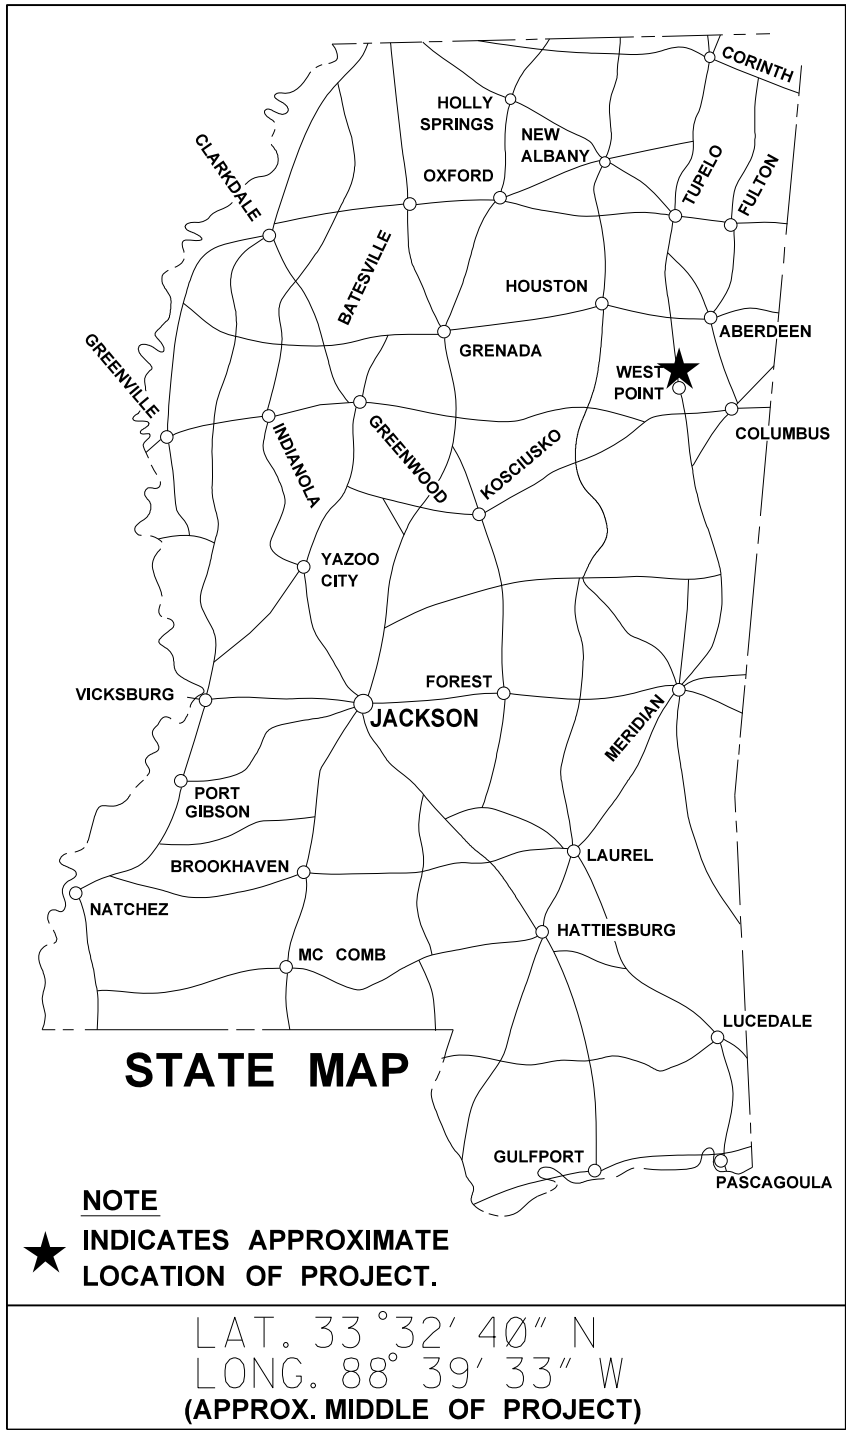 CORINTH
HOLLY
SPRINGS
NEW
ALBANY
CLARKDALE
OXFORD
TUPELO
FULTON
BATESVILLE
HOUSTON
ABERDEEN
GRENADA
GREENVILLE
WEST
POINT
COLUMBUS
INDIANOLA
GREENWOOD
KOSCIUSKO
YAZOO
CITY
VICKSBURG
FOREST
JACKSON
MERIDIAN
PORT
GIBSON
BROOKHAVEN
LAUREL
NATCHEZ
HATTIESBURG
MC COMB
LUCEDALE
STATE MAP
GULFPORT
PASCAGOULA
NOTE
INDICATES APPROXIMATE
LOCATION OF PROJECT.
LAT. 33°32' 40" N
LONG. 88° 39' 33" W
(APPROX. MIDDLE OF PROJECT)